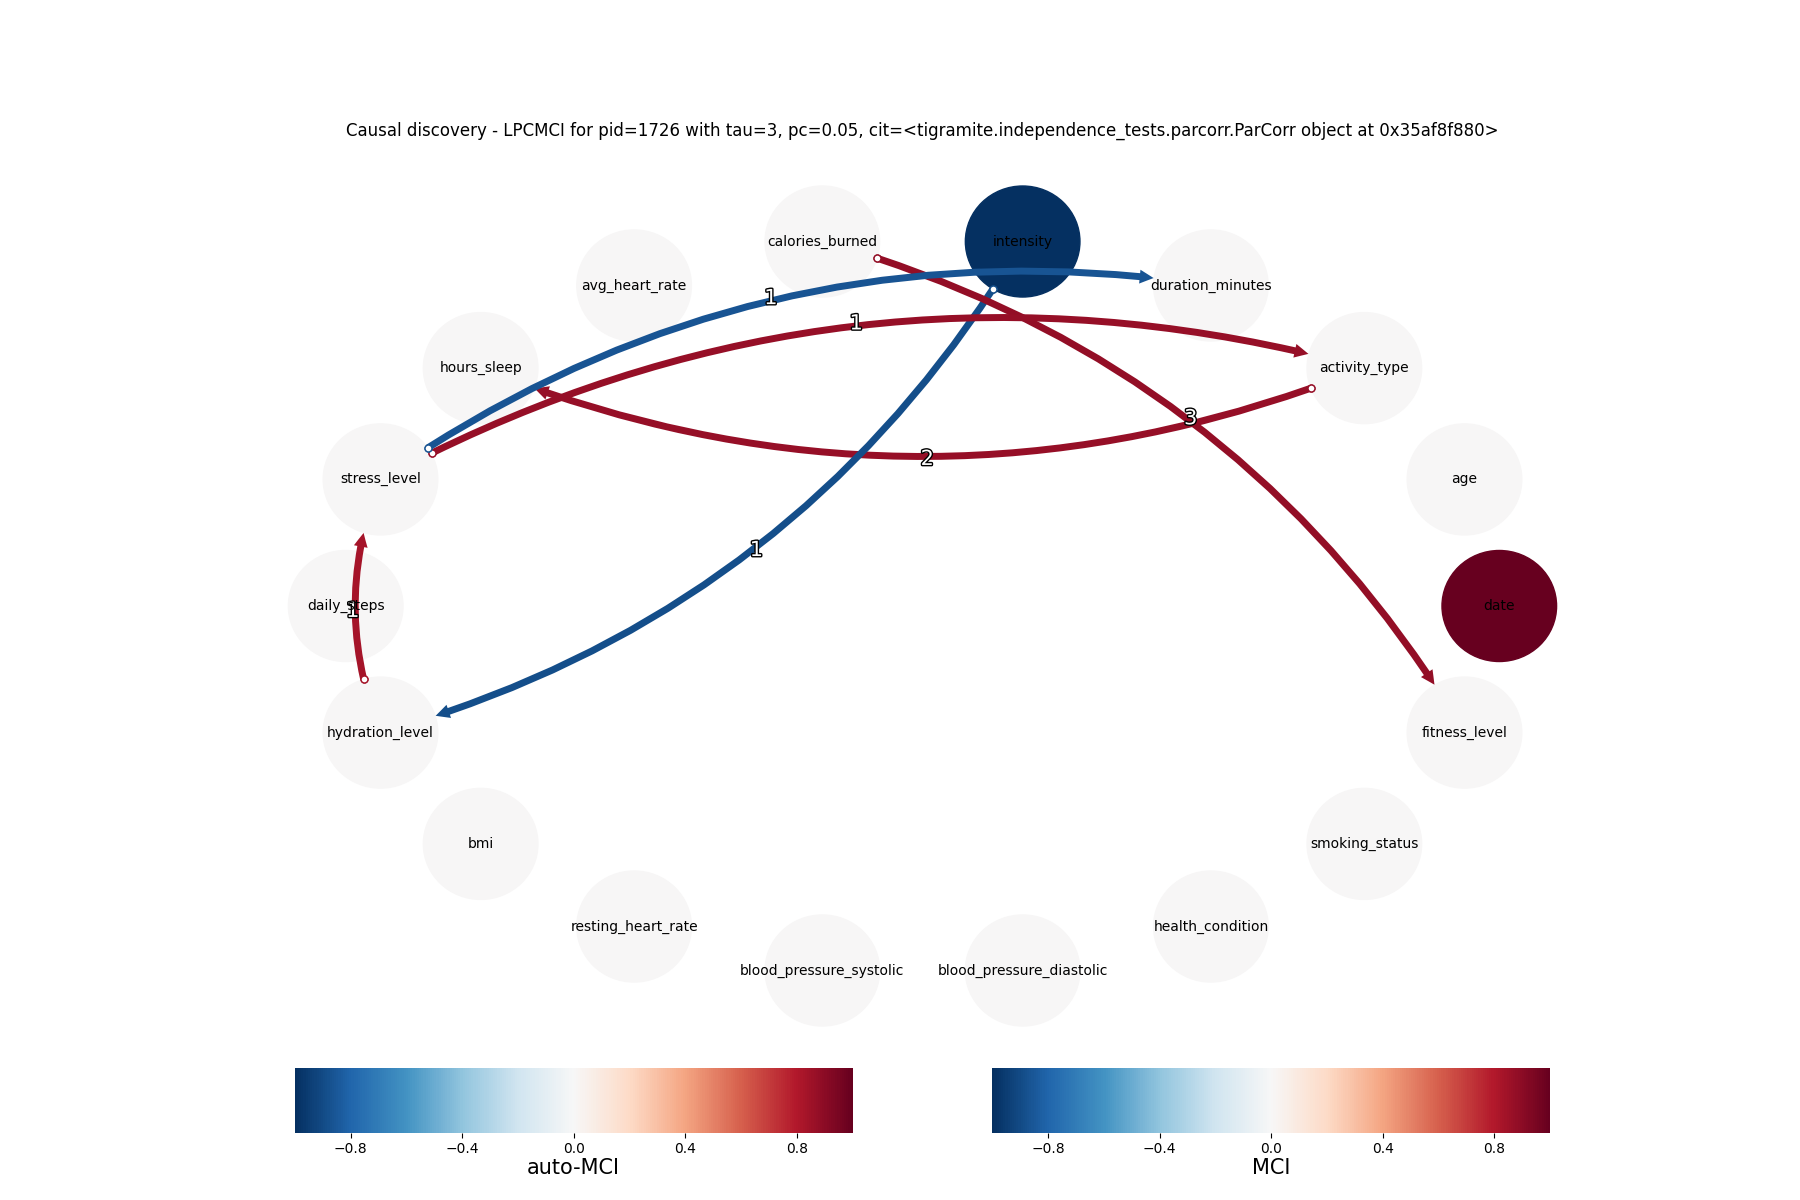 Causal discovery - LPCMCI for pid=1726 with tau=3, pc=0.05, cit=<tigramite.independence_tests.parcorr.ParCorr object at 0x35af8f880>
calories_burned
intensity
avg_heart_rate
duration_minutes
1
1
hours_sleep
activity_type
3
2
stress_level
age
1
daily_steps
1
date
hydration_level
fitness_level
bmi
smoking_status
resting_heart_rate
health_condition
blood_pressure_systolic
blood_pressure_diastolic
−0.8 −0.4 0.0 0.4 0.8
−0.8 −0.4 0.0 0.4 0.8
auto-MCI
MCI